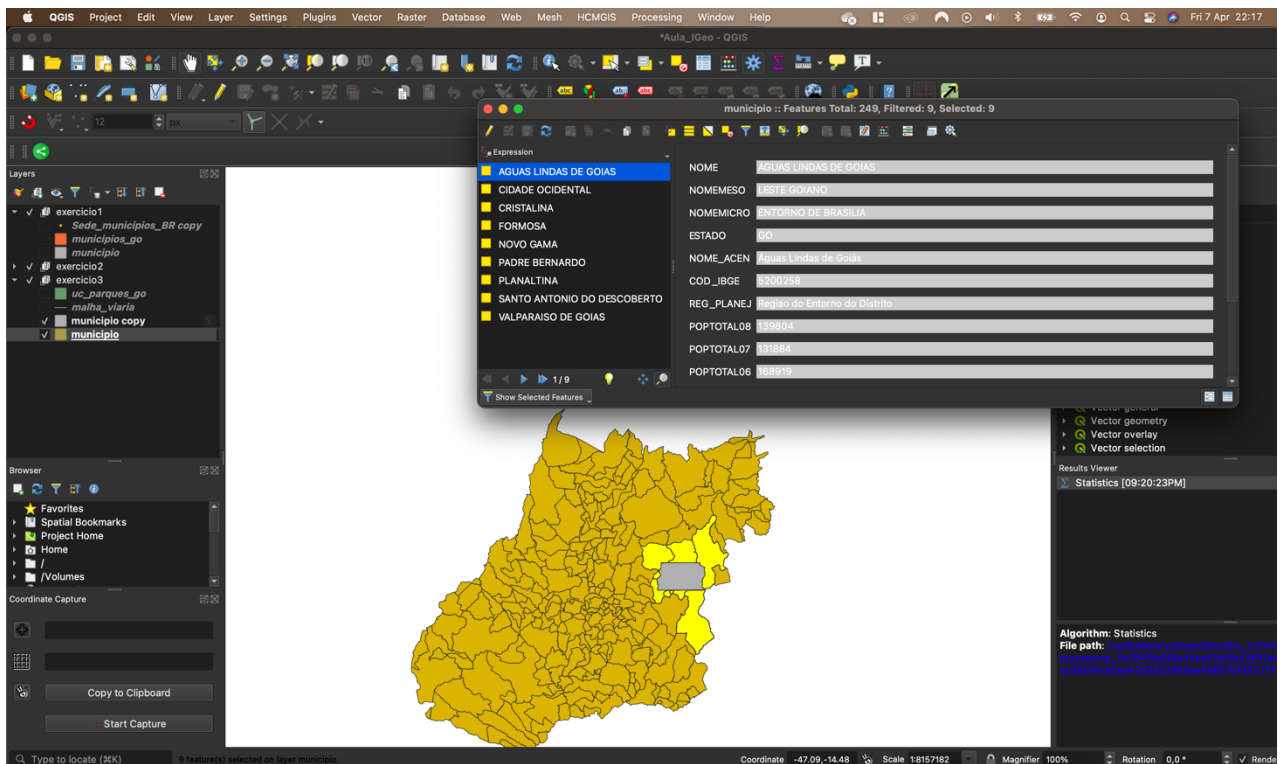 QGIS Project Edit View Layer Settings Plugins Vector Raster Database Web Mesh HCMGIS Processing Window Help Fri 7 Apr 22:17
*Aula_IGeo - QGIS
12 px
municipio :: Features Total: 249, Filtered: 9, Selected: 9
Expression
AGUAS LINDAS DE GOIAS
CIDADE OCIDENTAL
CRISTALINA
FORMOSA
NOVO GAMA
PADRE BERNARDO
PLANALTINA
SANTO ANTONIO DO DESCOBERTO
VALPARAISO DE GOIAS
1/9
Show Selected Features
NOME AGUAS LINDAS DE GOIAS
NOMEMESO LESTE GOIANO
NOMEMICRO ENTORNO DE BRASILIA
ESTADO GO
NOME_ACEN Águas Lindas de Goiás
COD_IBGE 5200258
REG_PLANEJ Regiao do Entorno do Distrito
POPTOTAL08 139804
POPTOTAL07 131884
POPTOTAL06 168919
Layers
exercicio1
Sede_municipios_BR copy
municipios_go
municipio
exercicio2
exercicio3
uc_parques_go
malha_viaria
municipio copy
municipio
Browser
Favorites
Spatial Bookmarks
Project Home
Home
/
/Volumes
Coordinate Capture
Copy to Clipboard
Start Capture
Vector general
Vector geometry
Vector overlay
Vector selection
Results Viewer
Statistics [09:20:23PM]
Algorithm: Statistics
File path:
Type to locate (⌘K) 9 feature(s) selected on layer municipio. Coordinate -47.09,-14.48 Scale 1:8157182 Magnifier 100% Rotation 0,0 ° Rende